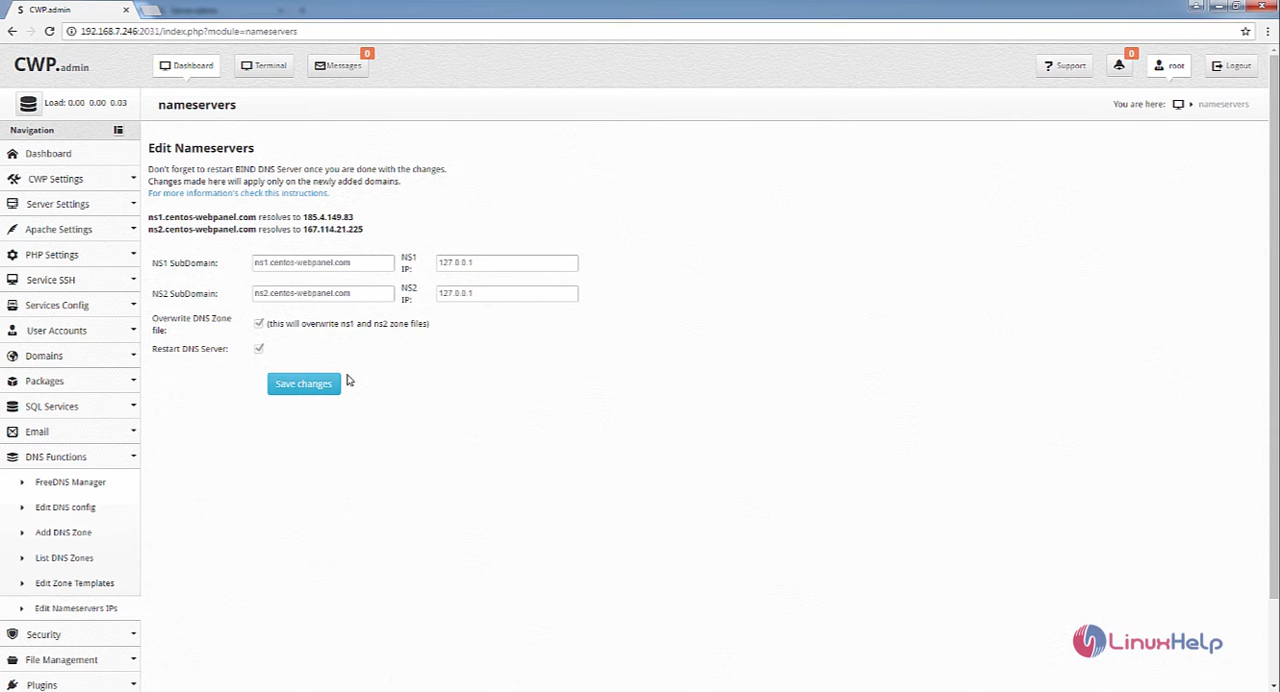 CWP.admin
192.168.7.246:2031/index.php?module=nameservers
CWP.admin
Dashboard
Terminal
Messages
0
Support
0
root
Logout
Load: 0.00 0.00 0.03
nameservers
You are here:
nameservers
Navigation
Dashboard
CWP Settings
Server Settings
Apache Settings
PHP Settings
Service SSH
Services Config
User Accounts
Domains
Packages
SQL Services
Email
DNS Functions
FreeDNS Manager
Edit DNS config
Add DNS Zone
List DNS Zones
Edit Zone Templates
Edit Nameservers IPs
Security
File Management
Plugins
Edit Nameservers
Don't forget to restart BIND DNS Server once you are done with the changes.
Changes made here will apply only on the newly added domains.
For more information's check this instructions.
ns1.centos-webpanel.com resolves to 185.4.149.83
ns2.centos-webpanel.com resolves to 167.114.21.225
NS1 SubDomain:
ns1.centos-webpanel.com
NS1
IP:
127.0.0.1
NS2 SubDomain:
ns2.centos-webpanel.com
NS2
IP:
127.0.0.1
Overwrite DNS Zone
file:
(this will overwrite ns1 and ns2 zone files)
Restart DNS Server:
Save changes
LinuxHelp